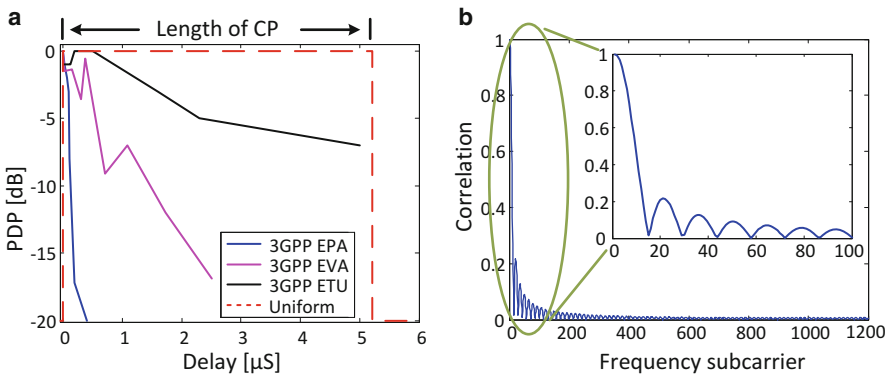 a
Length of CP
0
-5
-10
-15
-20
PDP [dB]
0 1 2 3 4 5 6
Delay [µS]
3GPP EPA
3GPP EVA
3GPP ETU
Uniform
b
1
0.8
0.6
0.4
0.2
0
Correlation
0 200 400 600 800 1000 1200
Frequency subcarrier
1
0.8
0.6
0.4
0.2
0
0 20 40 60 80 100